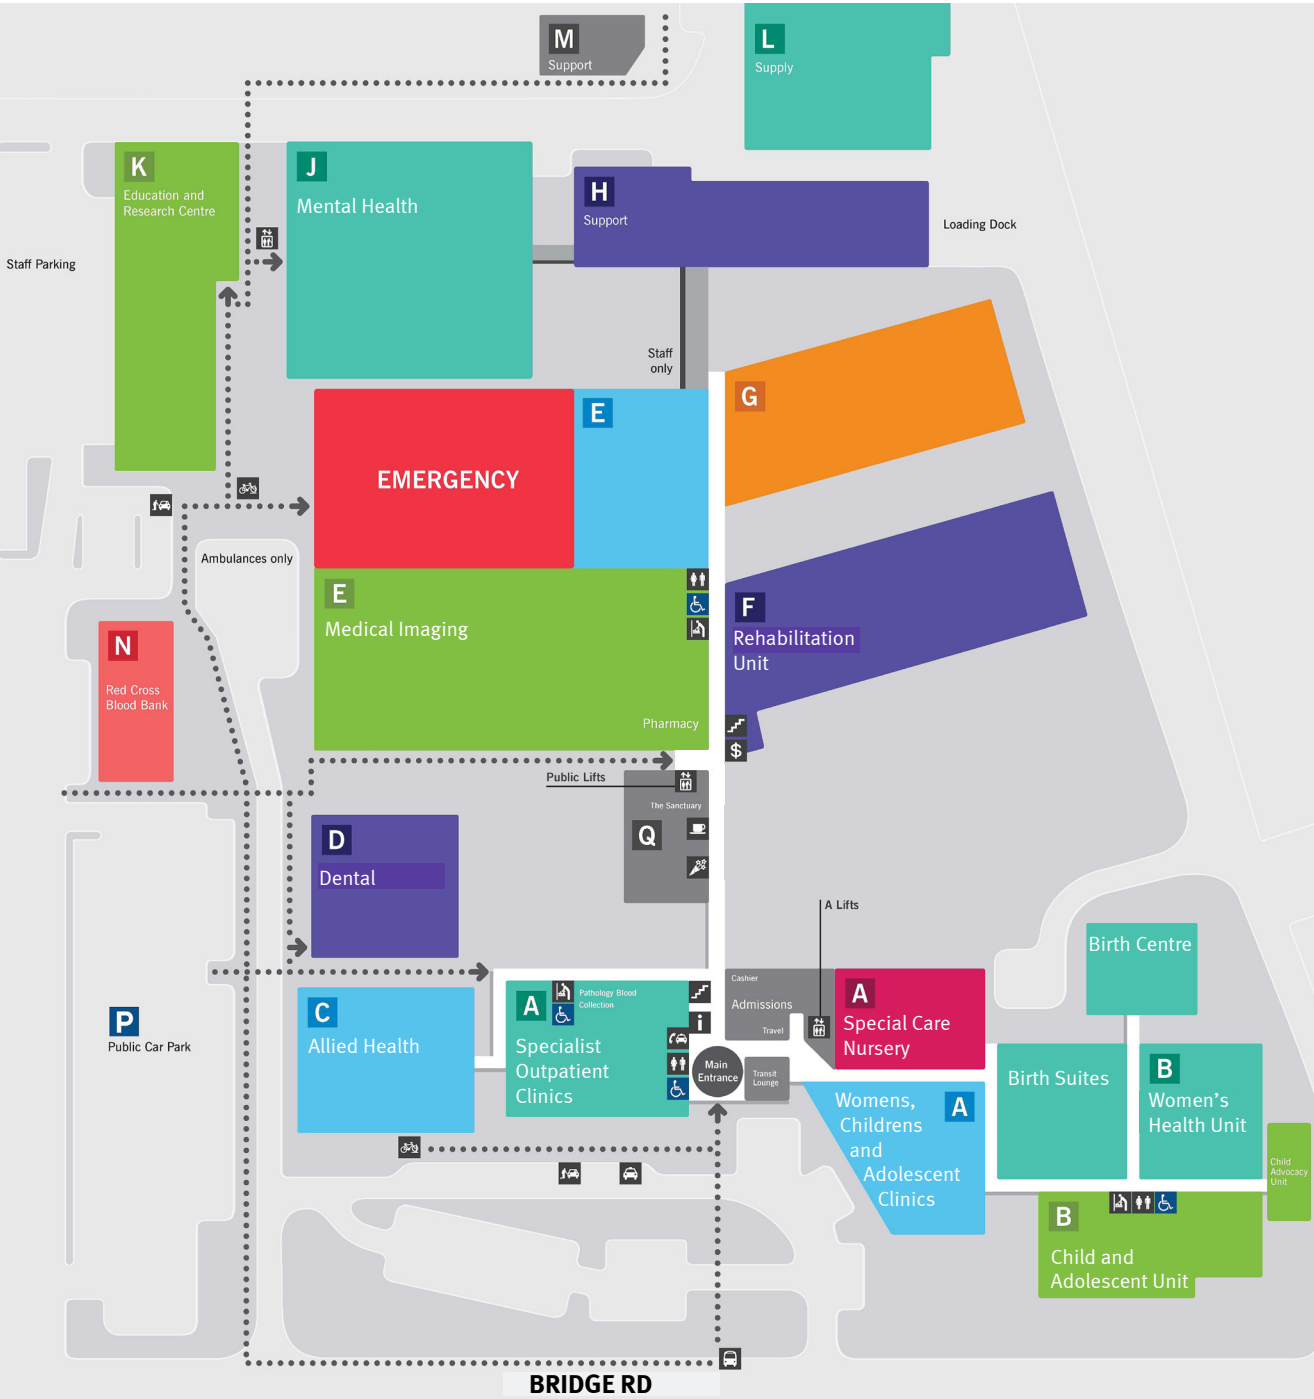 M
Support
L
Supply
K
Education and
Research Centre
J
Mental Health
H
Support
Loading Dock
Staff Parking
Staff
only
G
E
EMERGENCY
Ambulances only
E
Medical Imaging
Pharmacy
F
Rehabilitation
Unit
$
N
Red Cross
Blood Bank
Public Lifts
The Sanctuary
Q
D
Dental
A Lifts
Birth Centre
P
Public Car Park
C
Allied Health
A
Pathology Blood
Collection
Specialist
Outpatient
Clinics
i
Main
Entrance
Cashier
Admissions
Travel
Transit
Lounge
A
Special Care
Nursery
A
Womens,
Childrens
and
Adolescent
Clinics
Birth Suites
B
Women's
Health Unit
Child
Advocacy
Unit
B
Child and
Adolescent Unit
BRIDGE RD